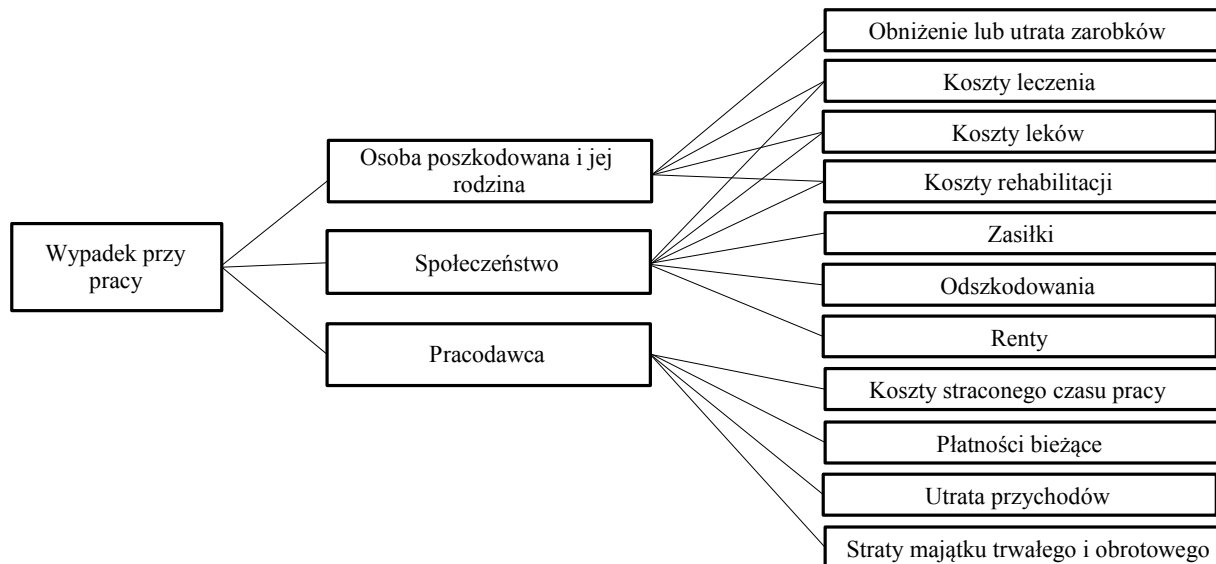 Wypadek przy
pracy
Osoba poszkodowana i jej
rodzina
Społeczeństwo
Pracodawca
Obniżenie lub utrata zarobków
Koszty leczenia
Koszty leków
Koszty rehabilitacji
Zasiłki
Odszkodowania
Renty
Koszty straconego czasu pracy
Płatności bieżące
Utrata przychodów
Straty majątku trwałego i obrotowego